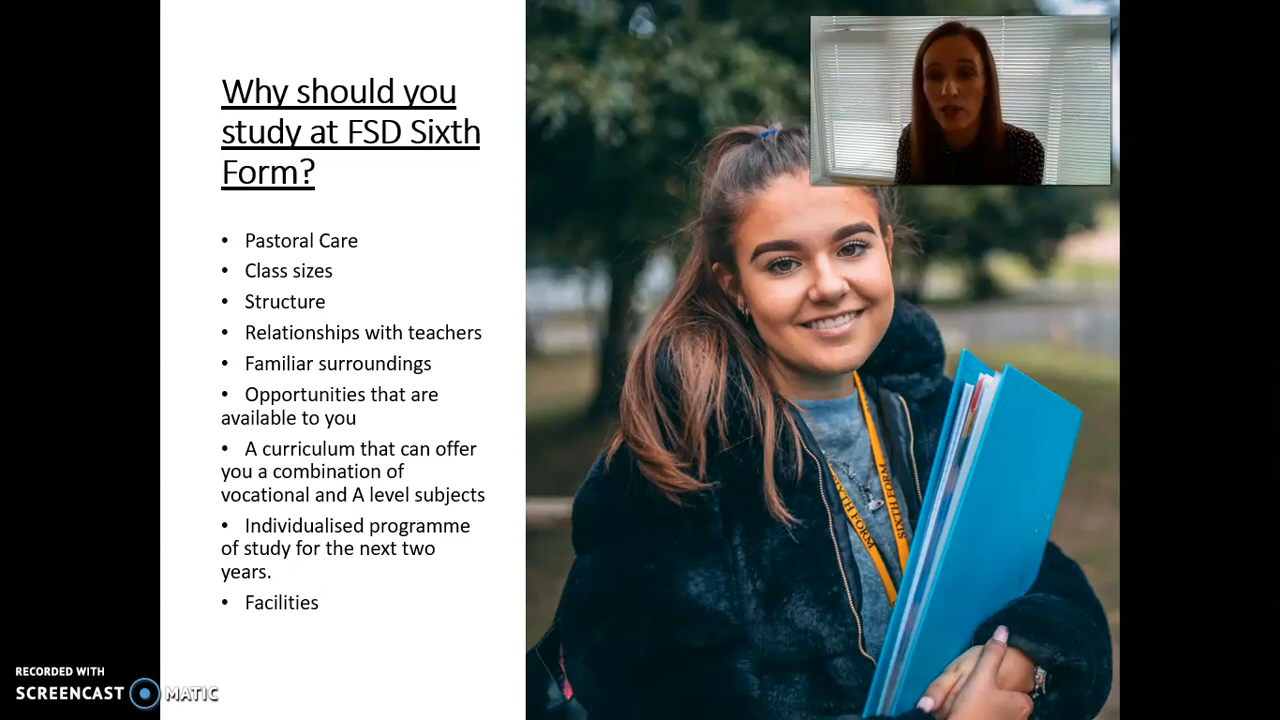 Why should you
study at FSD Sixth
Form?
• Pastoral Care
• Class sizes
• Structure
• Relationships with teachers
• Familiar surroundings
• Opportunities that are
available to you
• A curriculum that can offer
you a combination of
vocational and A level subjects
• Individualised programme
of study for the next two
years.
• Facilities
SIXTH FORM
SIXTH FORM
RECORDED WITH
SCREENCAST MATIC